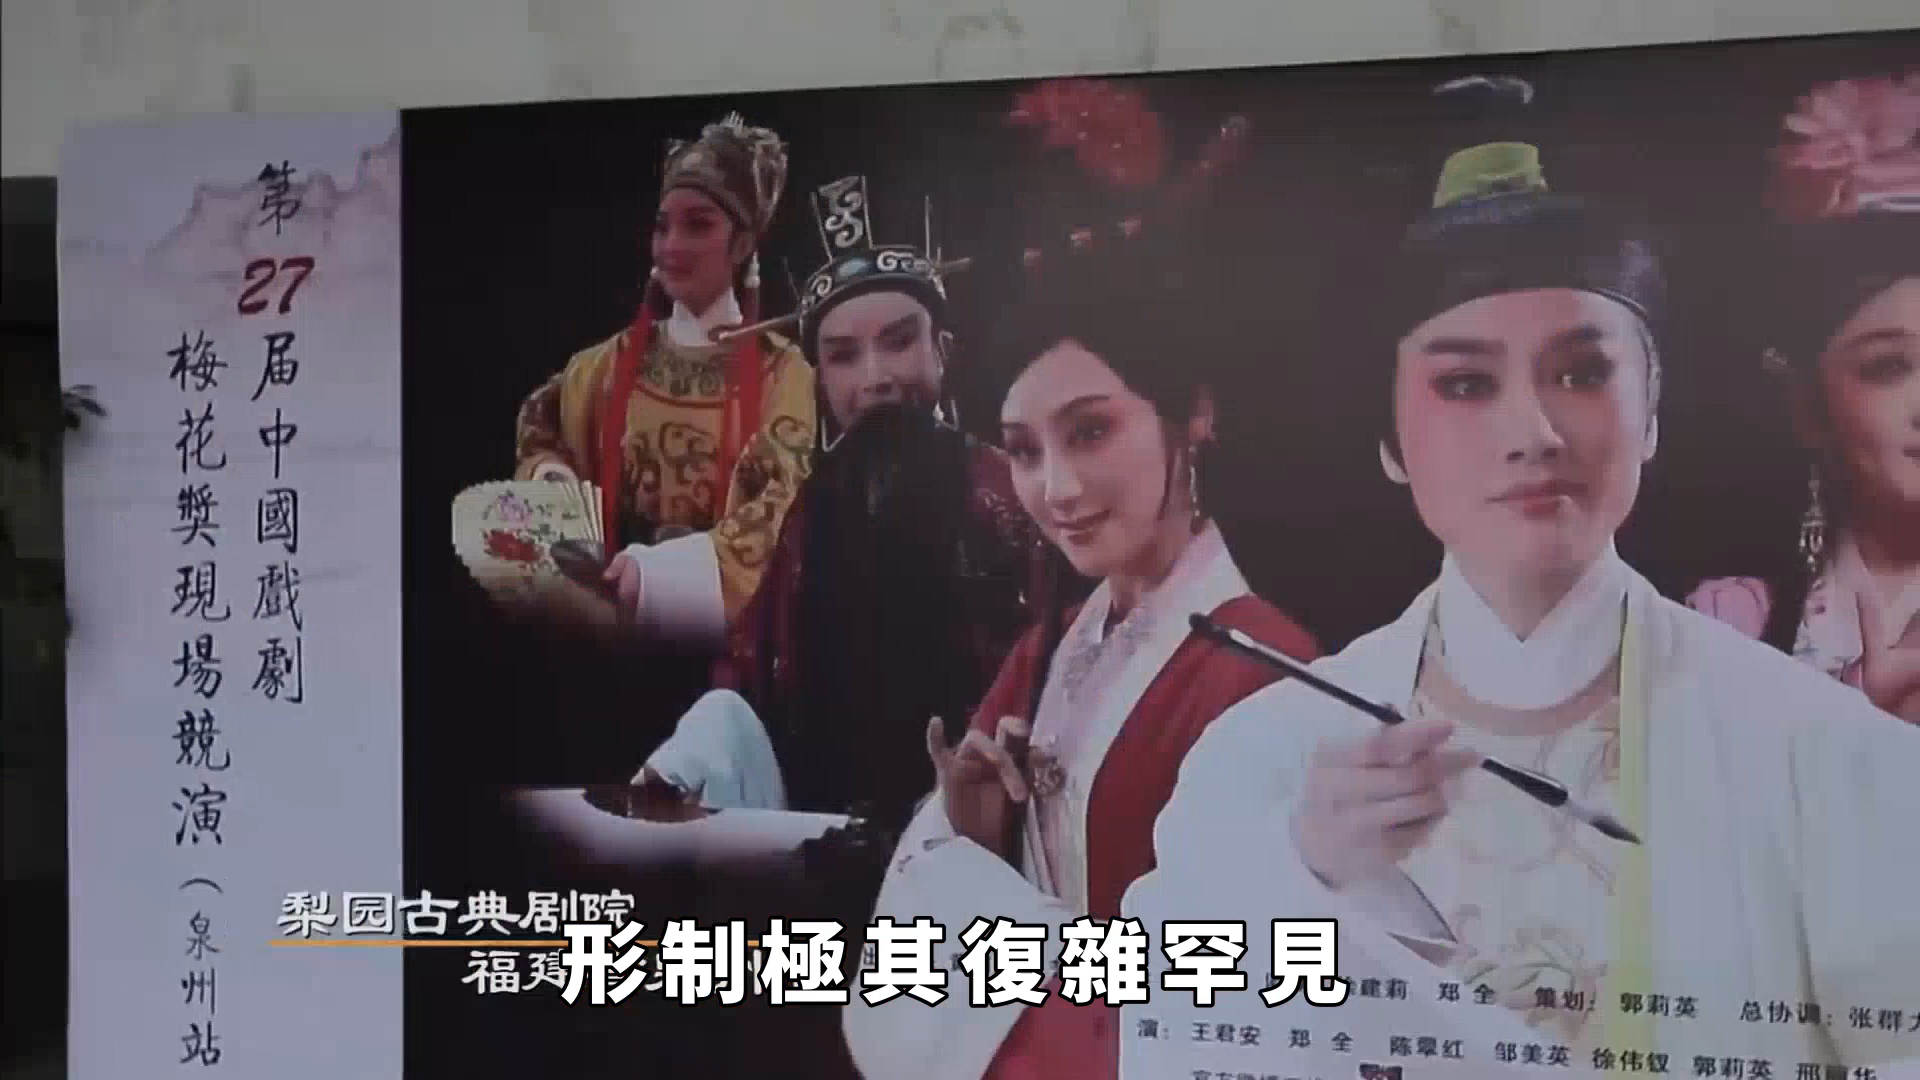 第27届中國戲劇
梅花獎現場競演（泉州站
梨园古典剧院
福建
形制極其復雜罕見
建莉 郑全 策划：郭莉英 总协调：张群
演：王君安 郑全 陈翠红 邹美英 徐伟钗 郭莉英